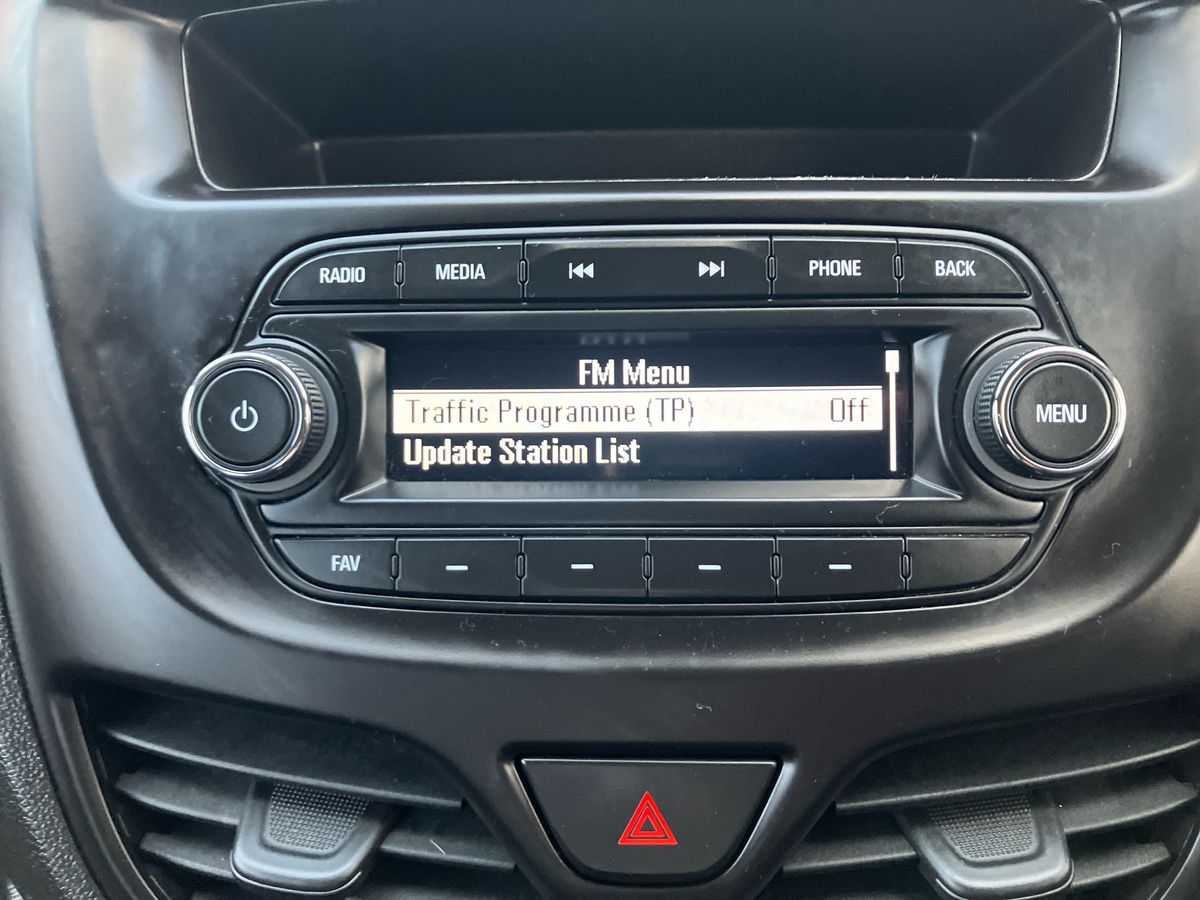 RADIO MEDIA PHONE BACK
FM Menu
Traffic Programme (TP) Off
Update Station List
MENU
FAV